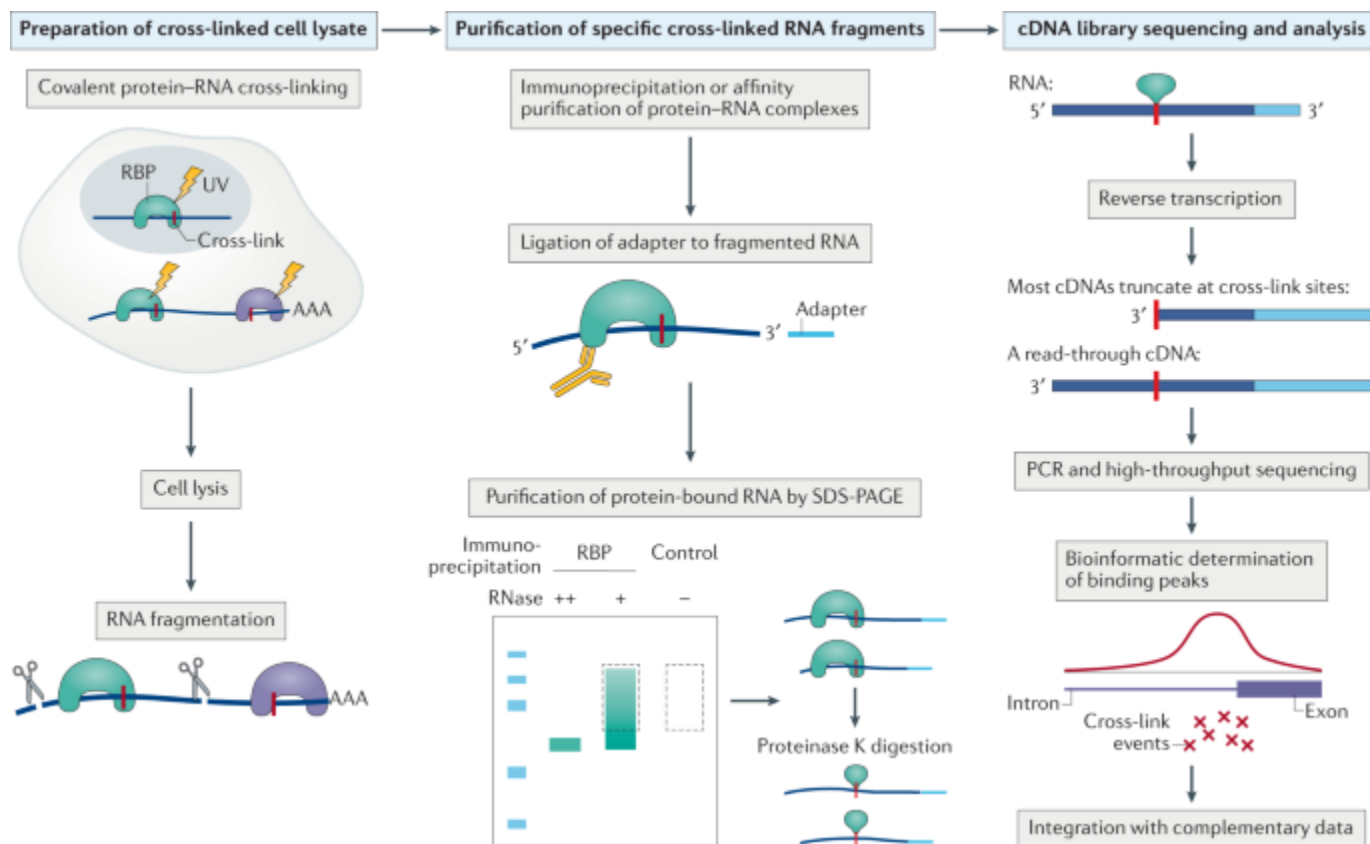 Preparation of cross-linked cell lysate
Covalent protein–RNA cross-linking
RBP
UV
Cross-link
AAA
Cell lysis
RNA fragmentation
AAA
Purification of specific cross-linked RNA fragments
Immunoprecipitation or affinity
purification of protein–RNA complexes
Ligation of adapter to fragmented RNA
Adapter
5′
3′
Purification of protein-bound RNA by SDS-PAGE
Immuno-
precipitation
RBP
Control
RNase
++
+
–
Proteinase K digestion
cDNA library sequencing and analysis
RNA:
5′
3′
Reverse transcription
Most cDNAs truncate at cross-link sites:
3′
A read-through cDNA:
3′
PCR and high-throughput sequencing
Bioinformatic determination
of binding peaks
Intron
Exon
Cross-link
events
Integration with complementary data